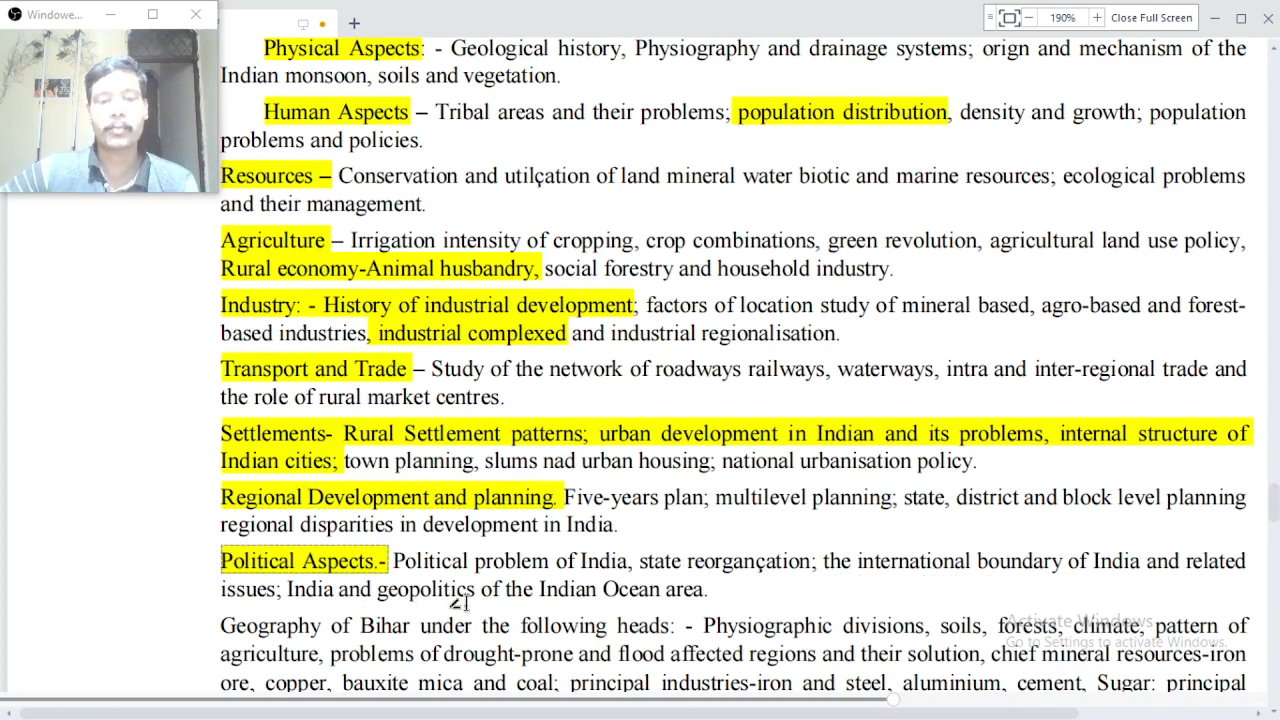 Windowe...
190%
Close Full Screen
Physical Aspects: - Geological history, Physiography and drainage systems; orign and mechanism of the
Indian monsoon, soils and vegetation.
Human Aspects – Tribal areas and their problems; population distribution, density and growth; population
problems and policies.
Resources – Conservation and utilçation of land mineral water biotic and marine resources; ecological problems
and their management.
Agriculture – Irrigation intensity of cropping, crop combinations, green revolution, agricultural land use policy,
Rural economy-Animal husbandry, social forestry and household industry.
Industry: - History of industrial development; factors of location study of mineral based, agro-based and forest-
based industries, industrial complexed and industrial regionalisation.
Transport and Trade – Study of the network of roadways railways, waterways, intra and inter-regional trade and
the role of rural market centres.
Settlements- Rural Settlement patterns; urban development in Indian and its problems, internal structure of
Indian cities; town planning, slums nad urban housing; national urbanisation policy.
Regional Development and planning. Five-years plan; multilevel planning; state, district and block level planning
regional disparities in development in India.
Political Aspects.- Political problem of India, state reorgançation; the international boundary of India and related
issues; India and geopolitics of the Indian Ocean area.
Geography of Bihar under the following heads: - Physiographic divisions, soils, forests, climate, pattern of
agriculture, problems of drought-prone and flood affected regions and their solution, chief mineral resources-iron
ore, copper, bauxite mica and coal; principal industries-iron and steel, aluminium, cement, Sugar; principal
Activate Windows
Go to Settings to activate Windows.